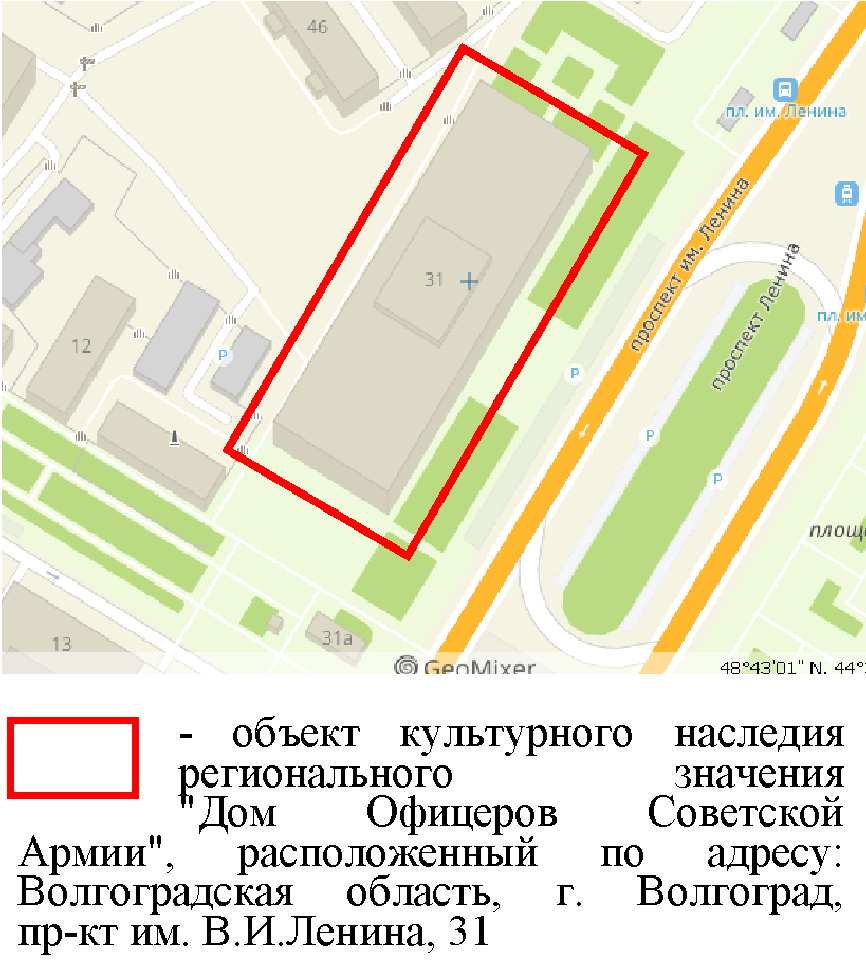 46
пл. им. Ленина
проспект им. Ленина
проспект Ленина
пл. им
31
12
P
P
P
P
площ
13
31а
GeoMixer
48°43'01" N, 44°
- объект культурного наследия
регионального значения
"Дом Офицеров Советской
Армии", расположенный по адресу:
Волгоградская область, г. Волгоград,
пр-кт им. В.И.Ленина, 31